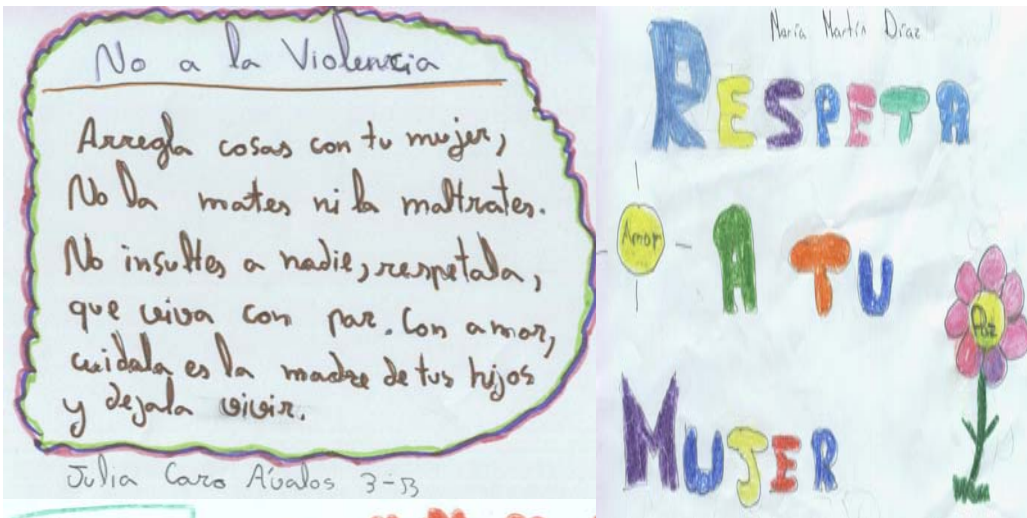 No a la Violencia
Arregla cosas con tu mujer,
No la mates ni la maltrates.
No insultes a nadie, respetala,
que viva con paz. Con amor,
cuidala es la madre de tus hijos
y dejala vivir.
Julia Caro Ávalos 3-B
María Martín Díaz
RESPETA
Amor
A TU
Paz
MUJER